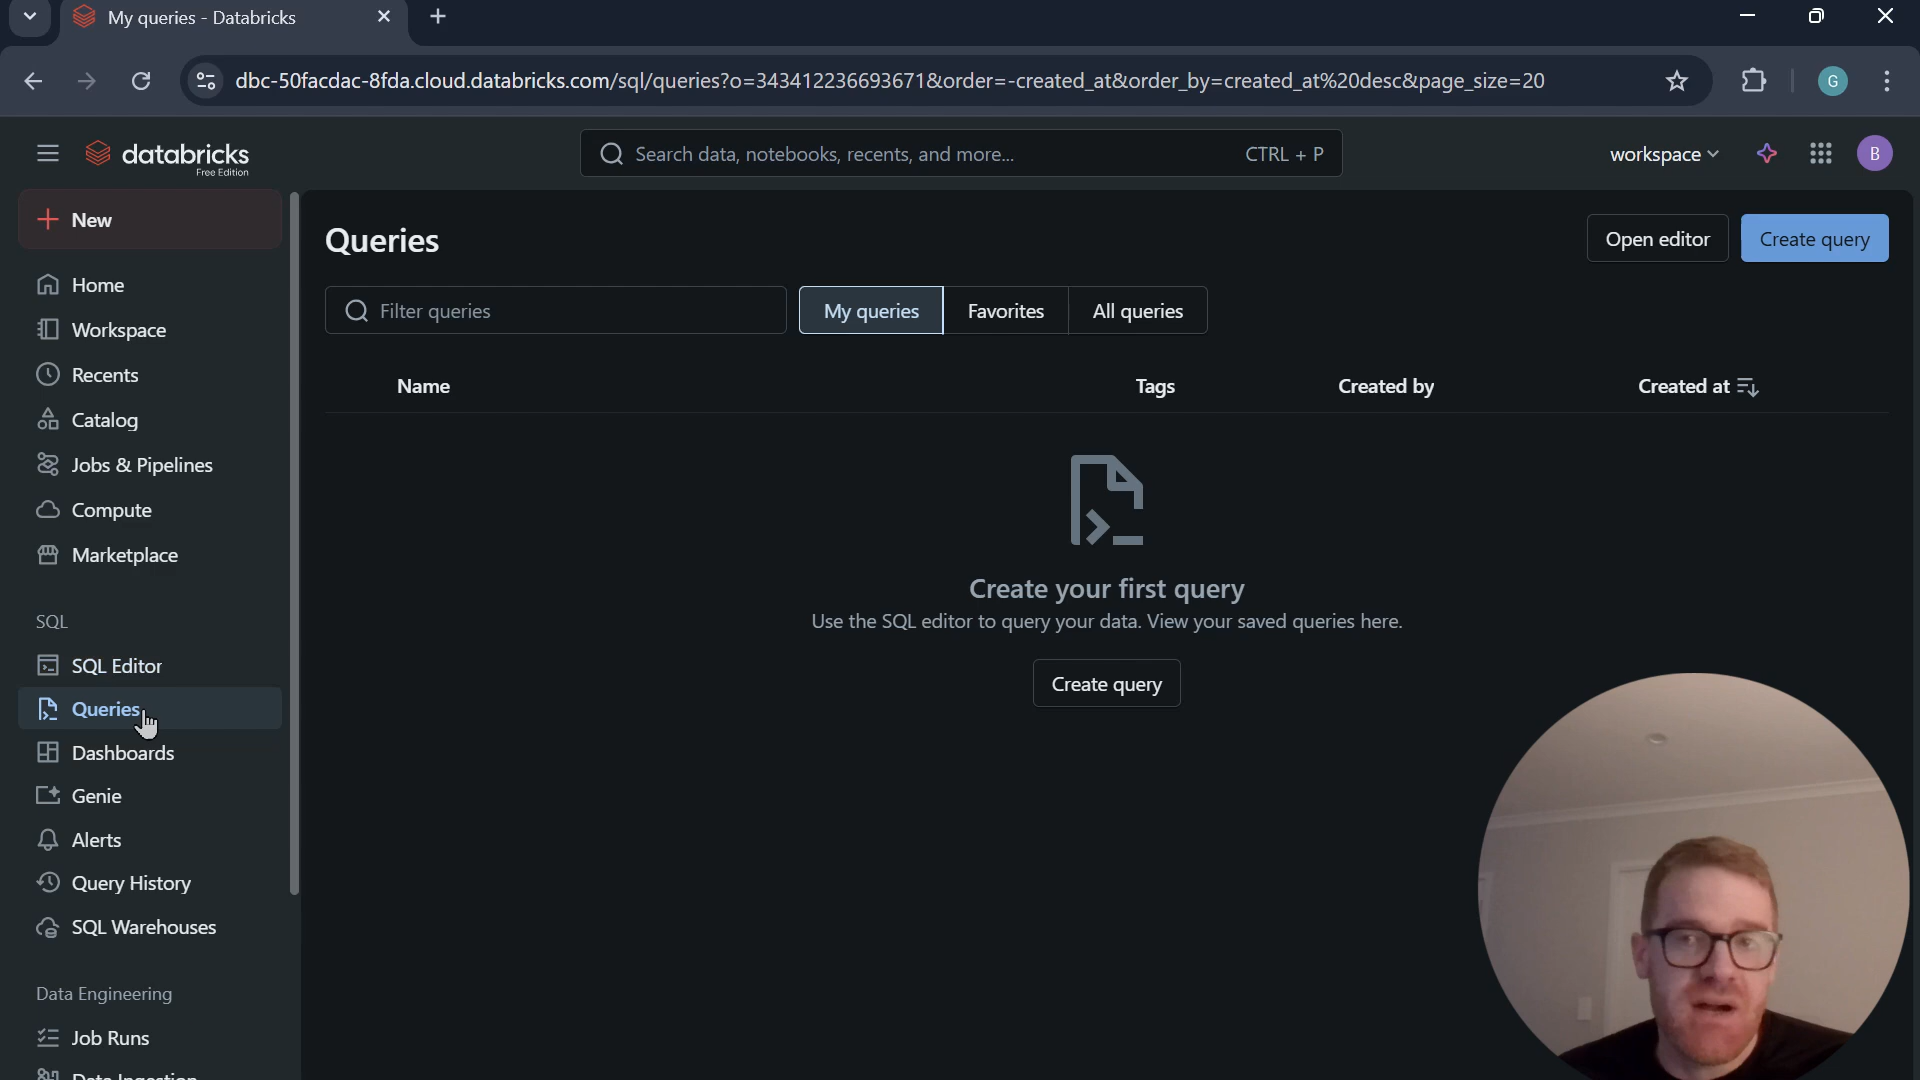 My queries - Databricks
dbc-50facdac-8fda.cloud.databricks.com/sql/queries?o=343412236693671&order=-created_at&order_by=created_at%20desc&page_size=20
G
databricks
Free Edition
Search data, notebooks, recents, and more...
CTRL + P
workspace
B
New
Home
Workspace
Recents
Catalog
Jobs & Pipelines
Compute
Marketplace
SQL
SQL Editor
Queries
Dashboards
Genie
Alerts
Query History
SQL Warehouses
Data Engineering
Job Runs
Data Ingestion
Queries
Open editor
Create query
Filter queries
My queries
Favorites
All queries
Name
Tags
Created by
Created at
Create your first query
Use the SQL editor to query your data. View your saved queries here.
Create query